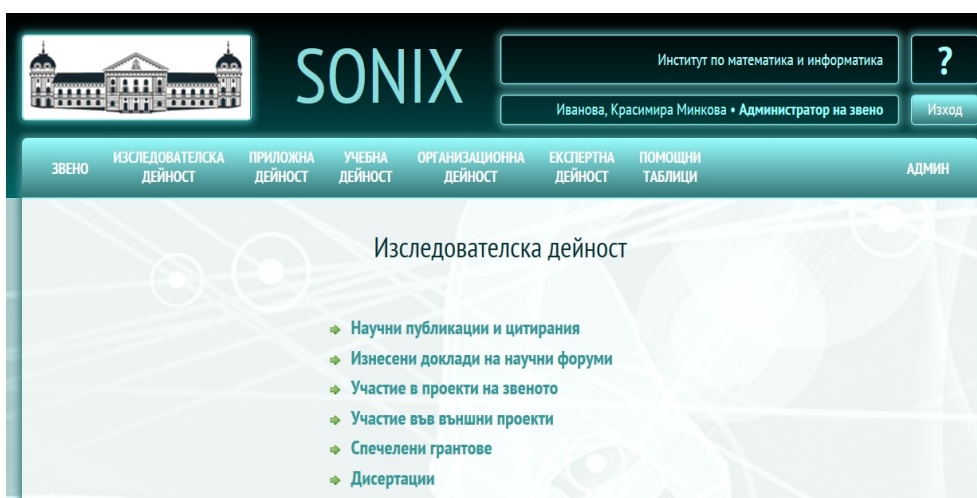 SONIX
Институт по математика и информатика
?
Иванова, Красимира Минкова • Администратор на звено
Изход
ЗВЕНО
ИЗСЛЕДОВАТЕЛСКА
ДЕЙНОСТ
ПРИЛОЖНА
ДЕЙНОСТ
УЧЕБНА
ДЕЙНОСТ
ОРГАНИЗАЦИОННА
ДЕЙНОСТ
ЕКСПЕРТНА
ДЕЙНОСТ
ПОМОЩНИ
ТАБЛИЦИ
АДМИН
Изследователска дейност
Научни публикации и цитирания
Изнесени доклади на научни форуми
Участие в проекти на звеното
Участие във външни проекти
Спечелени грантове
Дисертации